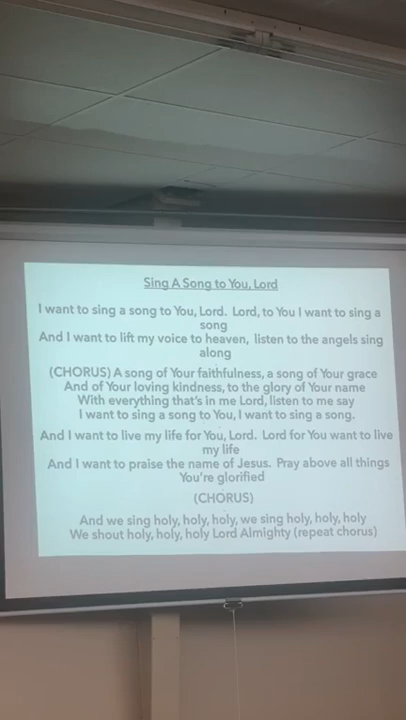 Sing A Song to You, Lord
I want to sing a song to You, Lord. Lord, to You I want to sing a
song
And I want to lift my voice to heaven, listen to the angels sing
along
(CHORUS) A song of Your faithfulness, a song of Your grace
And of Your loving kindness, to the glory of Your name
With everything that's in me Lord, listen to me say
I want to sing a song to You, I want to sing a song.
And I want to live my life for You, Lord. Lord for You want to live
my life
And I want to praise the name of Jesus. Pray above all things
You're glorified
(CHORUS)
And we sing holy, holy, holy, we sing holy, holy, holy
We shout holy, holy, holy Lord Almighty (repeat chorus)